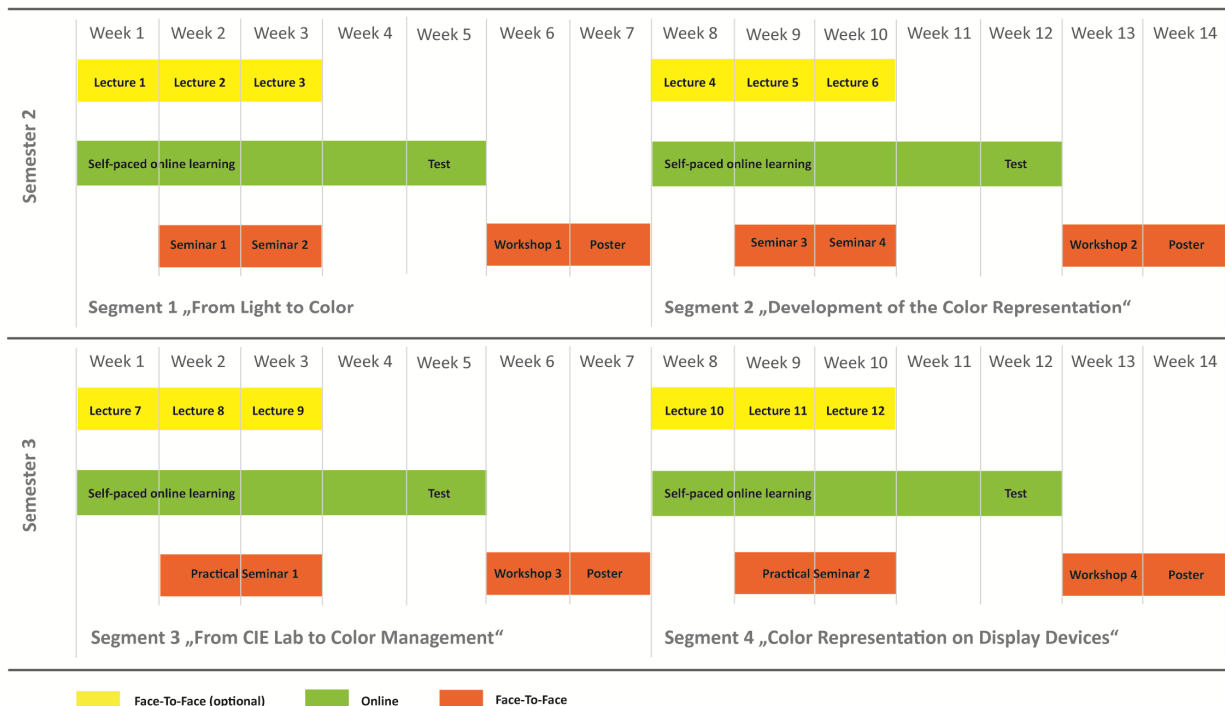 Semester 2
Week 1 Week 2 Week 3 Week 4 Week 5 Week 6 Week 7 Week 8 Week 9 Week 10 Week 11 Week 12 Week 13 Week 14
Lecture 1 Lecture 2 Lecture 3 Lecture 4 Lecture 5 Lecture 6
Self-paced online learning Test Self-paced online learning Test
Seminar 1 Seminar 2 Workshop 1 Poster Seminar 3 Seminar 4 Workshop 2 Poster
Segment 1 „From Light to Color Segment 2 „Development of the Color Representation“
Semester 3
Week 1 Week 2 Week 3 Week 4 Week 5 Week 6 Week 7 Week 8 Week 9 Week 10 Week 11 Week 12 Week 13 Week 14
Lecture 7 Lecture 8 Lecture 9 Lecture 10 Lecture 11 Lecture 12
Self-paced online learning Test Self-paced online learning Test
Practical Seminar 1 Workshop 3 Poster Practical Seminar 2 Workshop 4 Poster
Segment 3 „From CIE Lab to Color Management“ Segment 4 „Color Representation on Display Devices“
Face-To-Face (optional) Online Face-To-Face